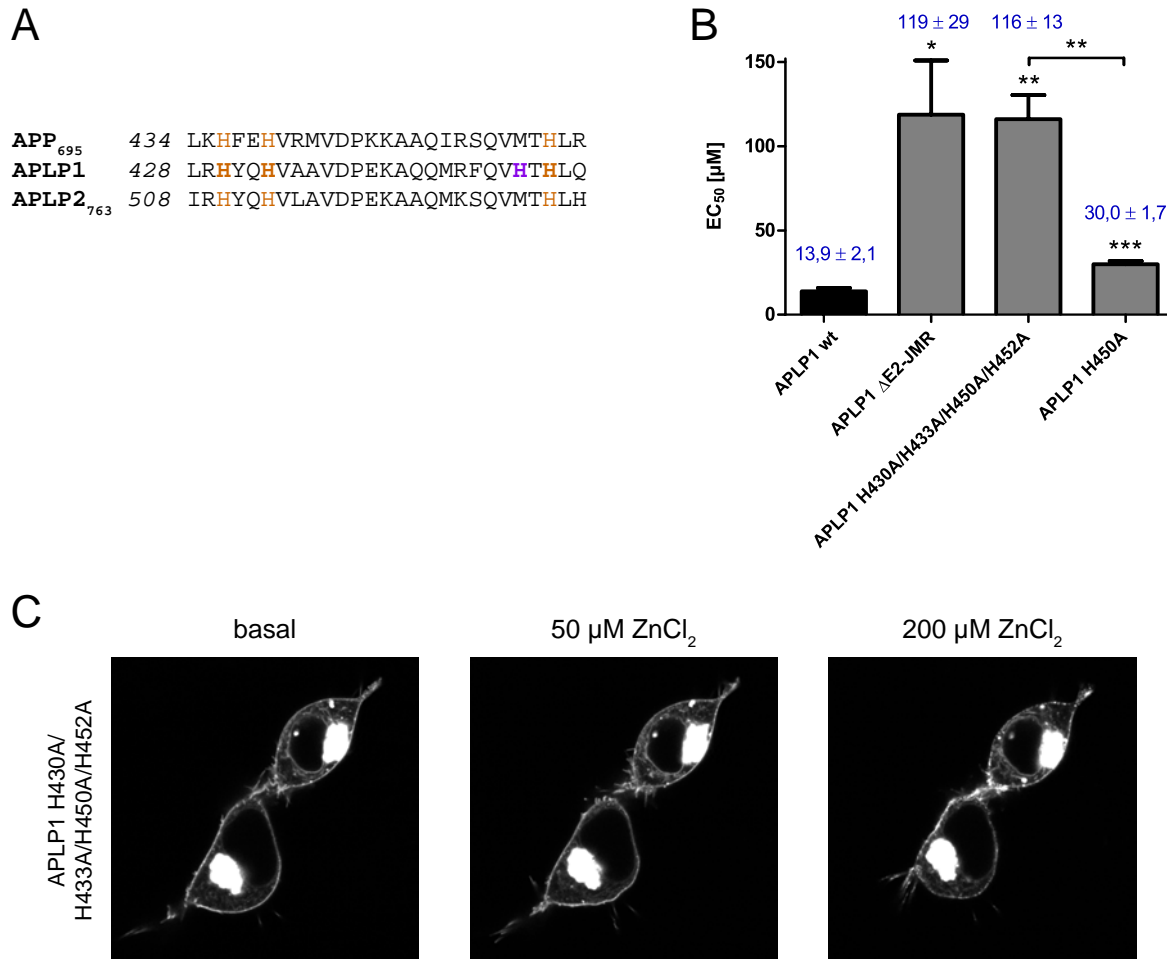 A
APP695 434 LKHFEHVRMVDPKKAAQIRSQVMTHLR
APLP1 428 LRHYQHVAAVDPEKAQQMRFQVHTHLQ
APLP2763 508 IRHYQHVLAVDPEKAAQMKSQVMTHLH
B
119 ± 29 116 ± 13
* ** **
150
100
50
0
EC50 [µM]
13,9 ± 2,1
30,0 ± 1,7
***
APLP1 wt
APLP1 ΔE2-JMR
APLP1 H430A/H433A/H450A/H452A
APLP1 H450A
C
basal 50 µM ZnCl2 200 µM ZnCl2
APLP1 H430A/
H433A/H450A/H452A